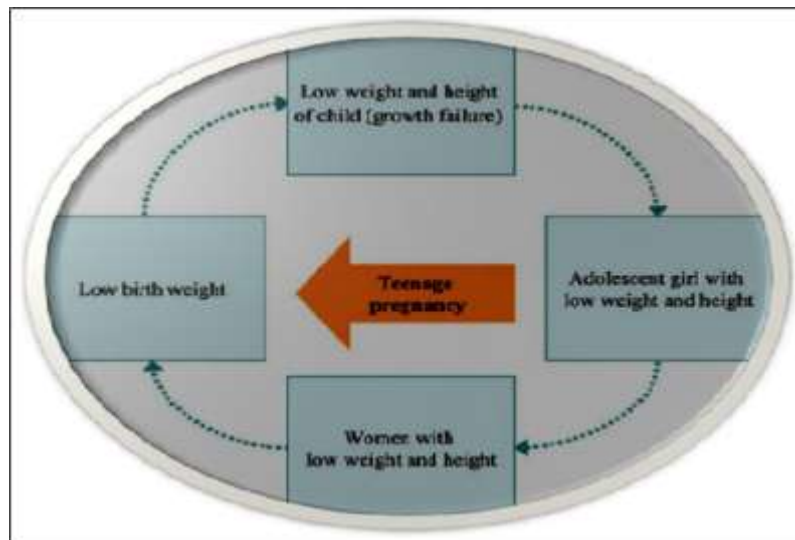 Low weight and height
of child (growth failure)
Low birth weight
Teenage
pregnancy
Adolescent girl with
low weight and height
Women with
low weight and height